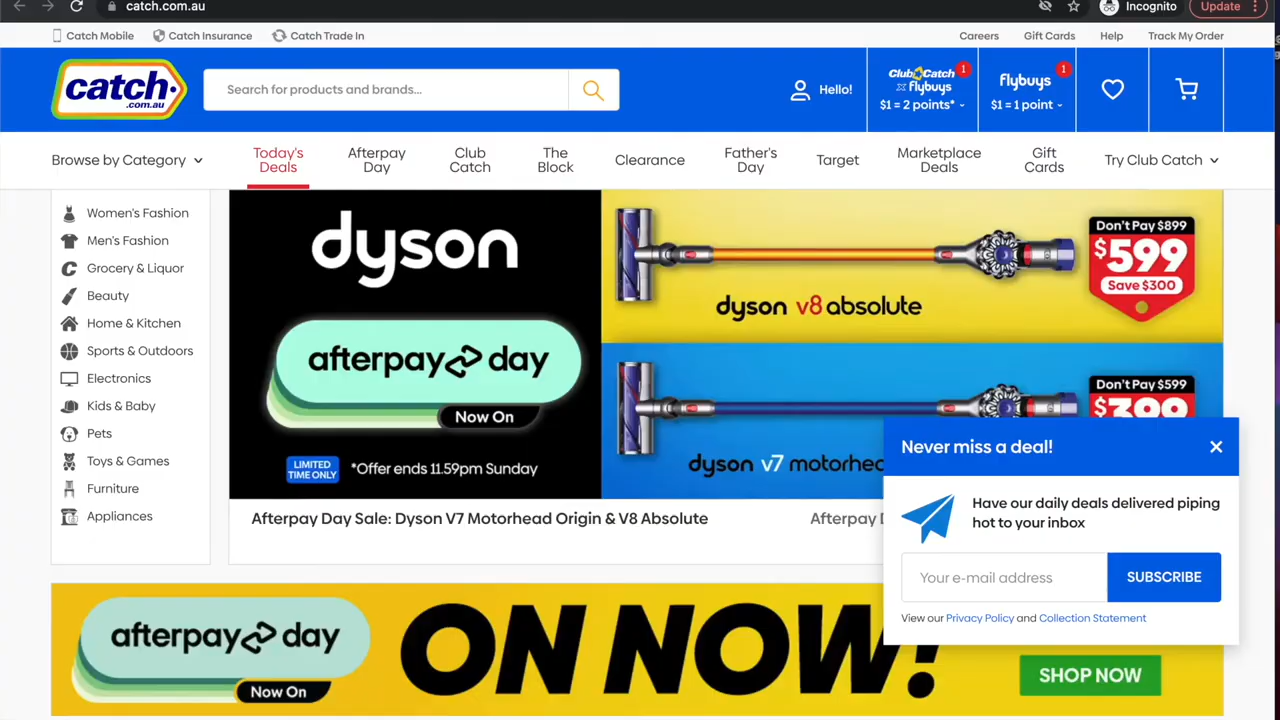 catch.com.au
Incognito
Update
Catch Mobile
Catch Insurance
Catch Trade In
Careers
Gift Cards
Help
Track My Order
catch.
.com.au
Search for products and brands...
Hello!
Club Catch
x flybuys
1
$1 = 2 points*
flybuys
1
$1 = 1 point
Browse by Category
Today's
Deals
Afterpay
Day
Club
Catch
The
Block
Clearance
Father's
Day
Target
Marketplace
Deals
Gift
Cards
Try Club Catch
Women's Fashion
Men's Fashion
Grocery & Liquor
Beauty
Home & Kitchen
Sports & Outdoors
Electronics
Kids & Baby
Pets
Toys & Games
Furniture
Appliances
dyson
afterpay day
Now On
LIMITED
TIME ONLY
*Offer ends 11.59pm Sunday
dyson v8 absolute
Don't Pay $899
$599
Save $300
dyson v7 motorhead
Don't Pay $599
$399
Afterpay Day Sale: Dyson V7 Motorhead Origin & V8 Absolute
Afterpay D
Never miss a deal!
Have our daily deals delivered piping
hot to your inbox
Your e-mail address
SUBSCRIBE
View our Privacy Policy and Collection Statement
afterpay day
Now On
ON NOW!
SHOP NOW